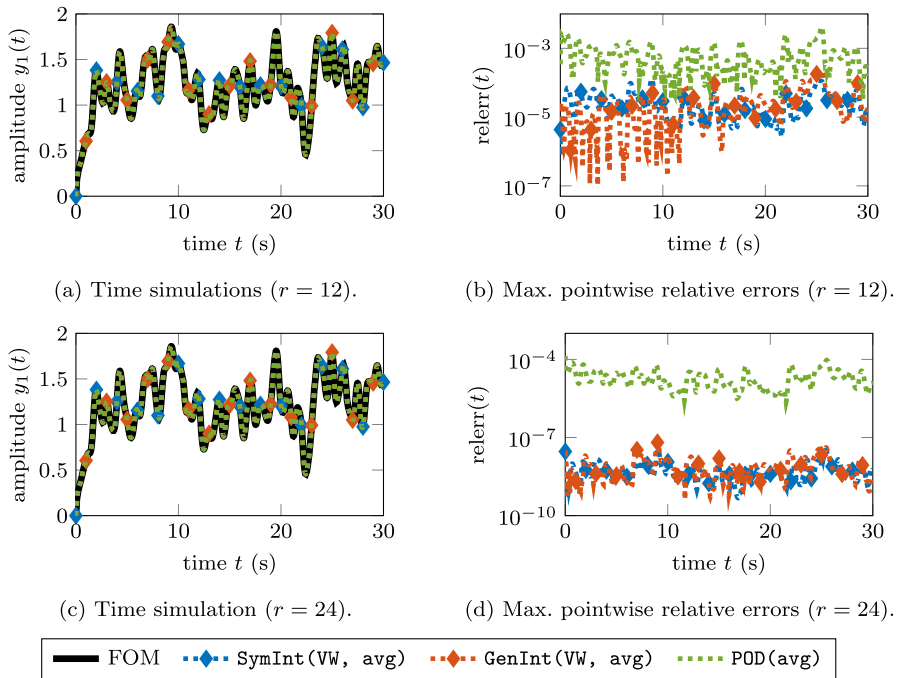 2
1.5
1
0.5
0
0
10
20
30
amplitude y₁(t)
time t (s)
(a) Time simulations (r = 12).
10⁻³
10⁻⁵
10⁻⁷
0
10
20
30
relerr(t)
time t (s)
(b) Max. pointwise relative errors (r = 12).
2
1.5
1
0.5
0
0
10
20
30
amplitude y₁(t)
time t (s)
(c) Time simulation (r = 24).
10⁻⁴
10⁻⁷
10⁻¹⁰
0
10
20
30
relerr(t)
time t (s)
(d) Max. pointwise relative errors (r = 24).
FOM SymInt(VW, avg) GenInt(VW, avg) POD(avg)